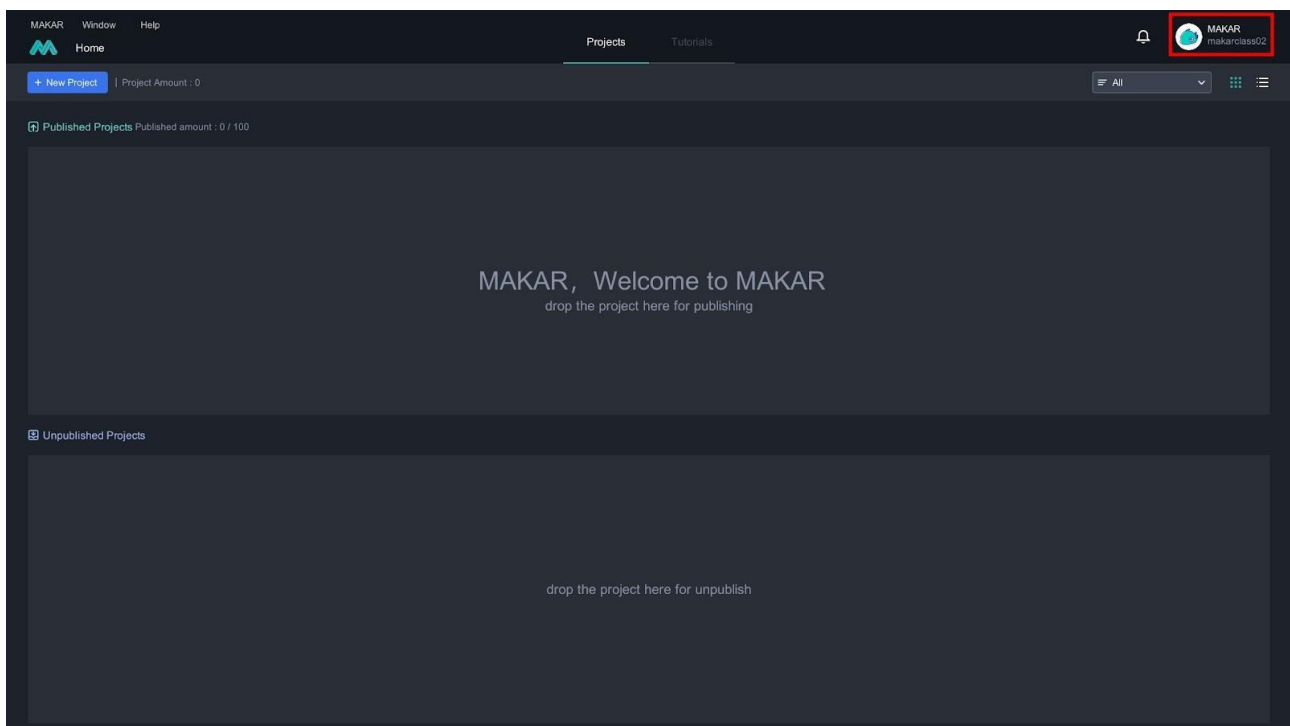 MAKAR Window Help
Home
Projects Tutorials
MAKAR
makarclass02
+ New Project | Project Amount : 0
All
Published Projects Published amount : 0 / 100
MAKAR，Welcome to MAKAR
drop the project here for publishing
Unpublished Projects
drop the project here for unpublish